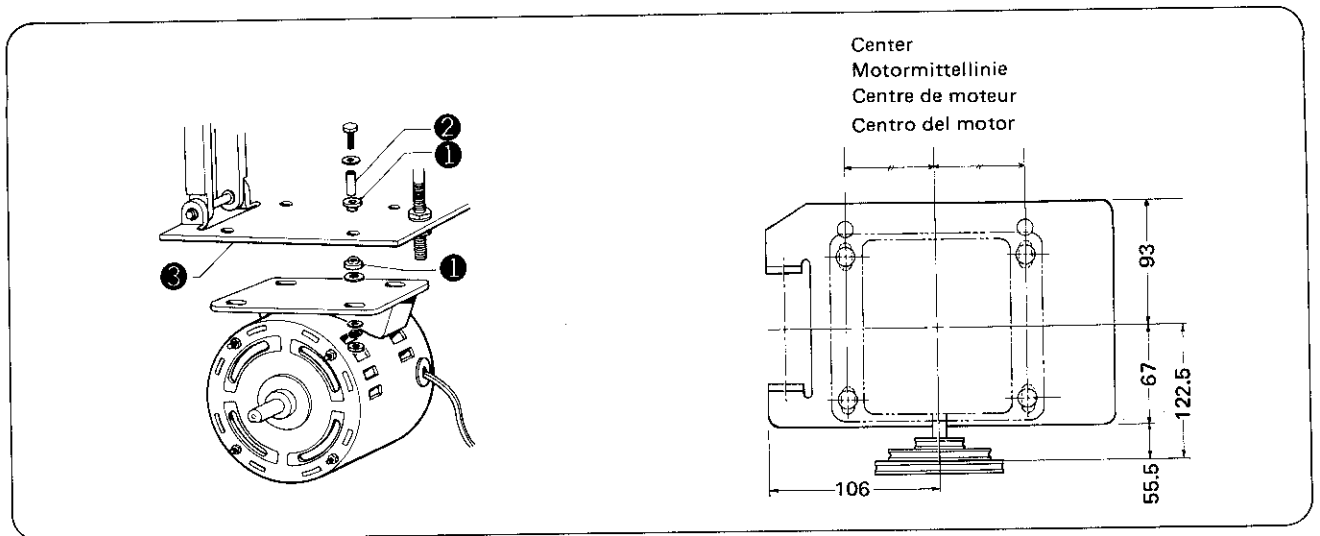 2
1
3
1
Center
Motormittellinie
Centre de moteur
Centro del motor
93
67
122.5
55.5
106